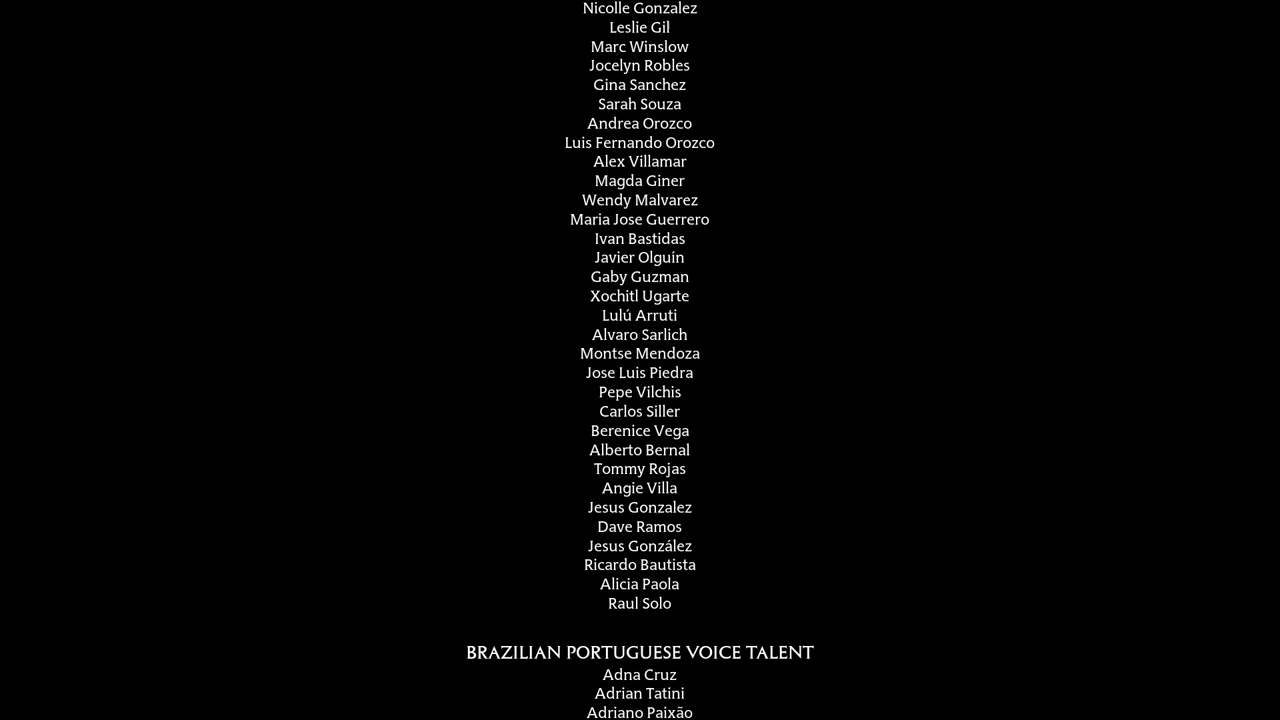 Nicolle Gonzalez
Leslie Gil
Marc Winslow
Jocelyn Robles
Gina Sanchez
Sarah Souza
Andrea Orozco
Luis Fernando Orozco
Alex Villamar
Magda Giner
Wendy Malvarez
Maria Jose Guerrero
Ivan Bastidas
Javier Olguín
Gaby Guzman
Xochitl Ugarte
Lulú Arruti
Alvaro Sarlich
Montse Mendoza
Jose Luis Piedra
Pepe Vilchis
Carlos Siller
Berenice Vega
Alberto Bernal
Tommy Rojas
Angie Villa
Jesus Gonzalez
Dave Ramos
Jesus González
Ricardo Bautista
Alicia Paola
Raul Solo
BRAZILIAN PORTUGUESE VOICE TALENT
Adna Cruz
Adrian Tatini
Adriano Paixão